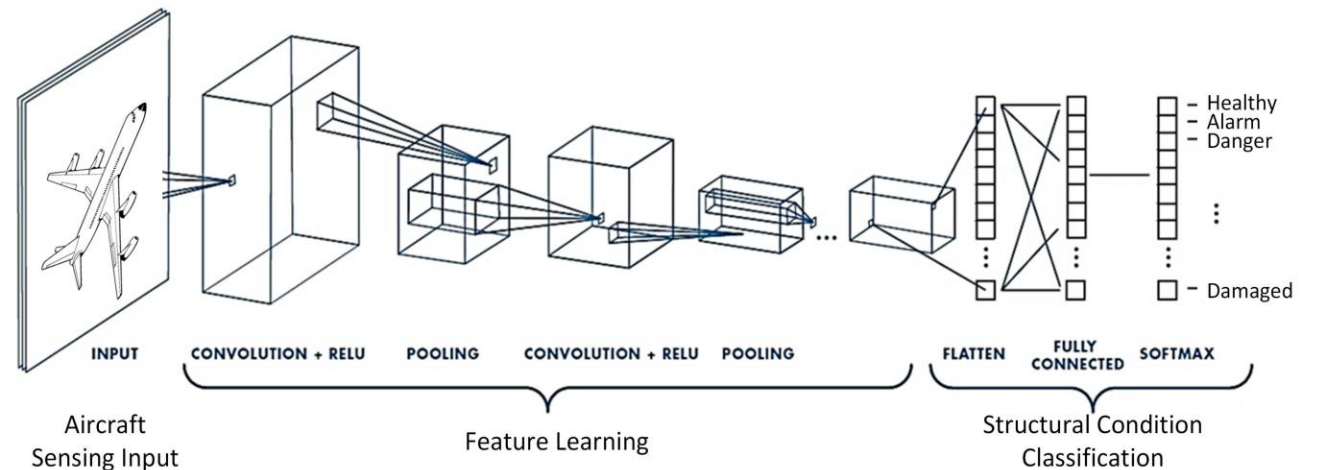 Healthy
Alarm
Danger
Damaged
INPUT
CONVOLUTION + RELU
POOLING
CONVOLUTION + RELU
POOLING
FLATTEN
FULLY
CONNECTED
SOFTMAX
Aircraft
Sensing Input
Feature Learning
Structural Condition
Classification